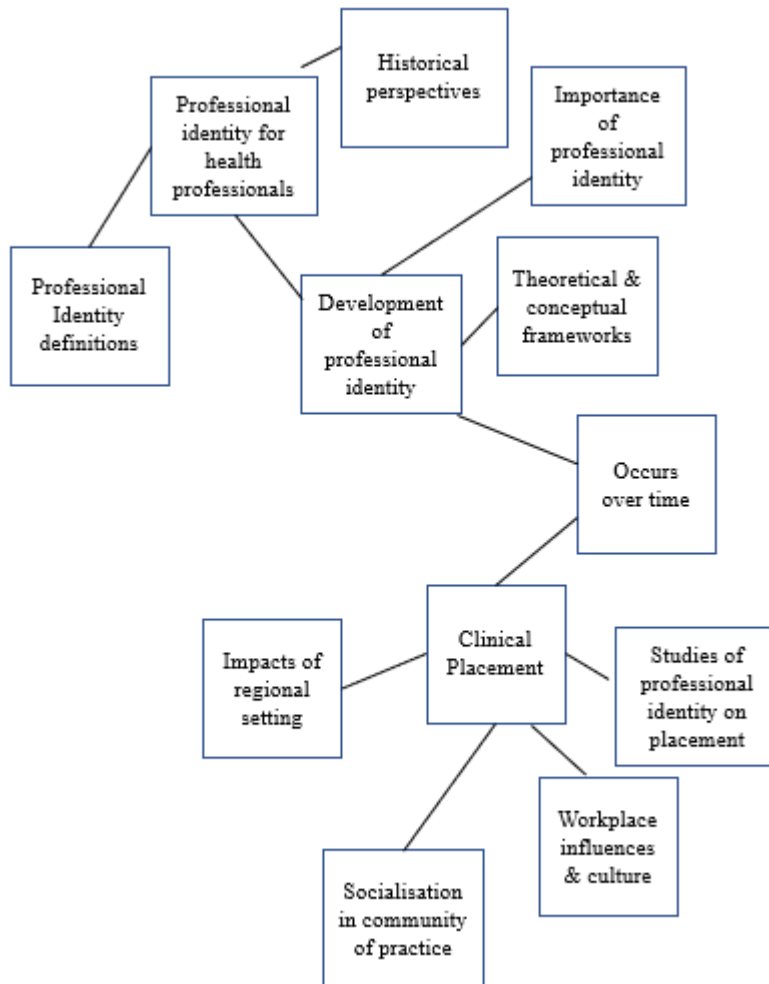 Historical
perspectives
Professional
identity for
health
professionals
Importance
of
professional
identity
Professional
Identity
definitions
Development
of
professional
identity
Theoretical &
conceptual
frameworks
Occurs
over time
Clinical
Placement
Impacts of
regional
setting
Studies of
professional
identity on
placement
Workplace
influences
& culture
Socialisation
in community
of practice